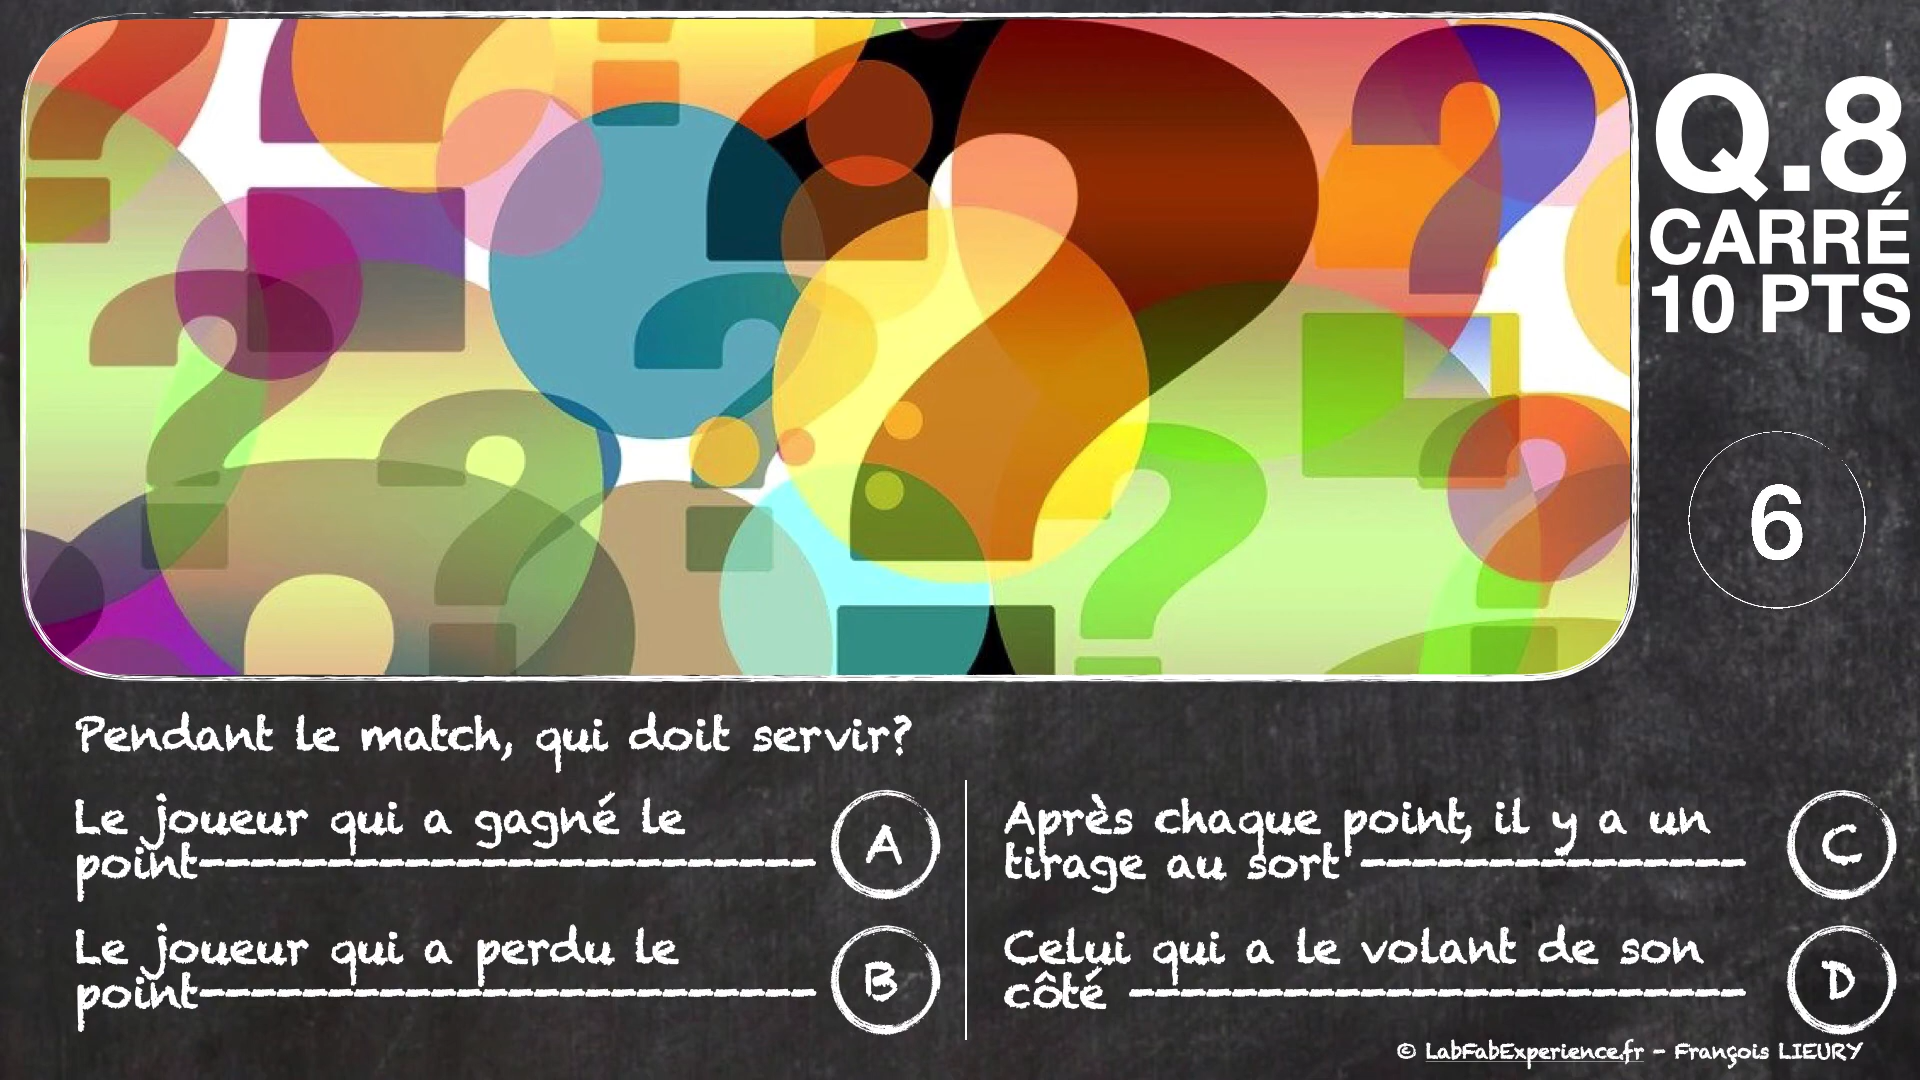 Q.8
CARRÉ
10 PTS
6
Pendant le match, qui doit servir?
Le joueur qui a gagné le
point------------------------- A
Le joueur qui a perdu le
point------------------------- B
Après chaque point, il y a un
tirage au sort --------------- C
Celui qui a le volant de son
côté ------------------------ D
© LabFabExperience.fr - François LIEURY